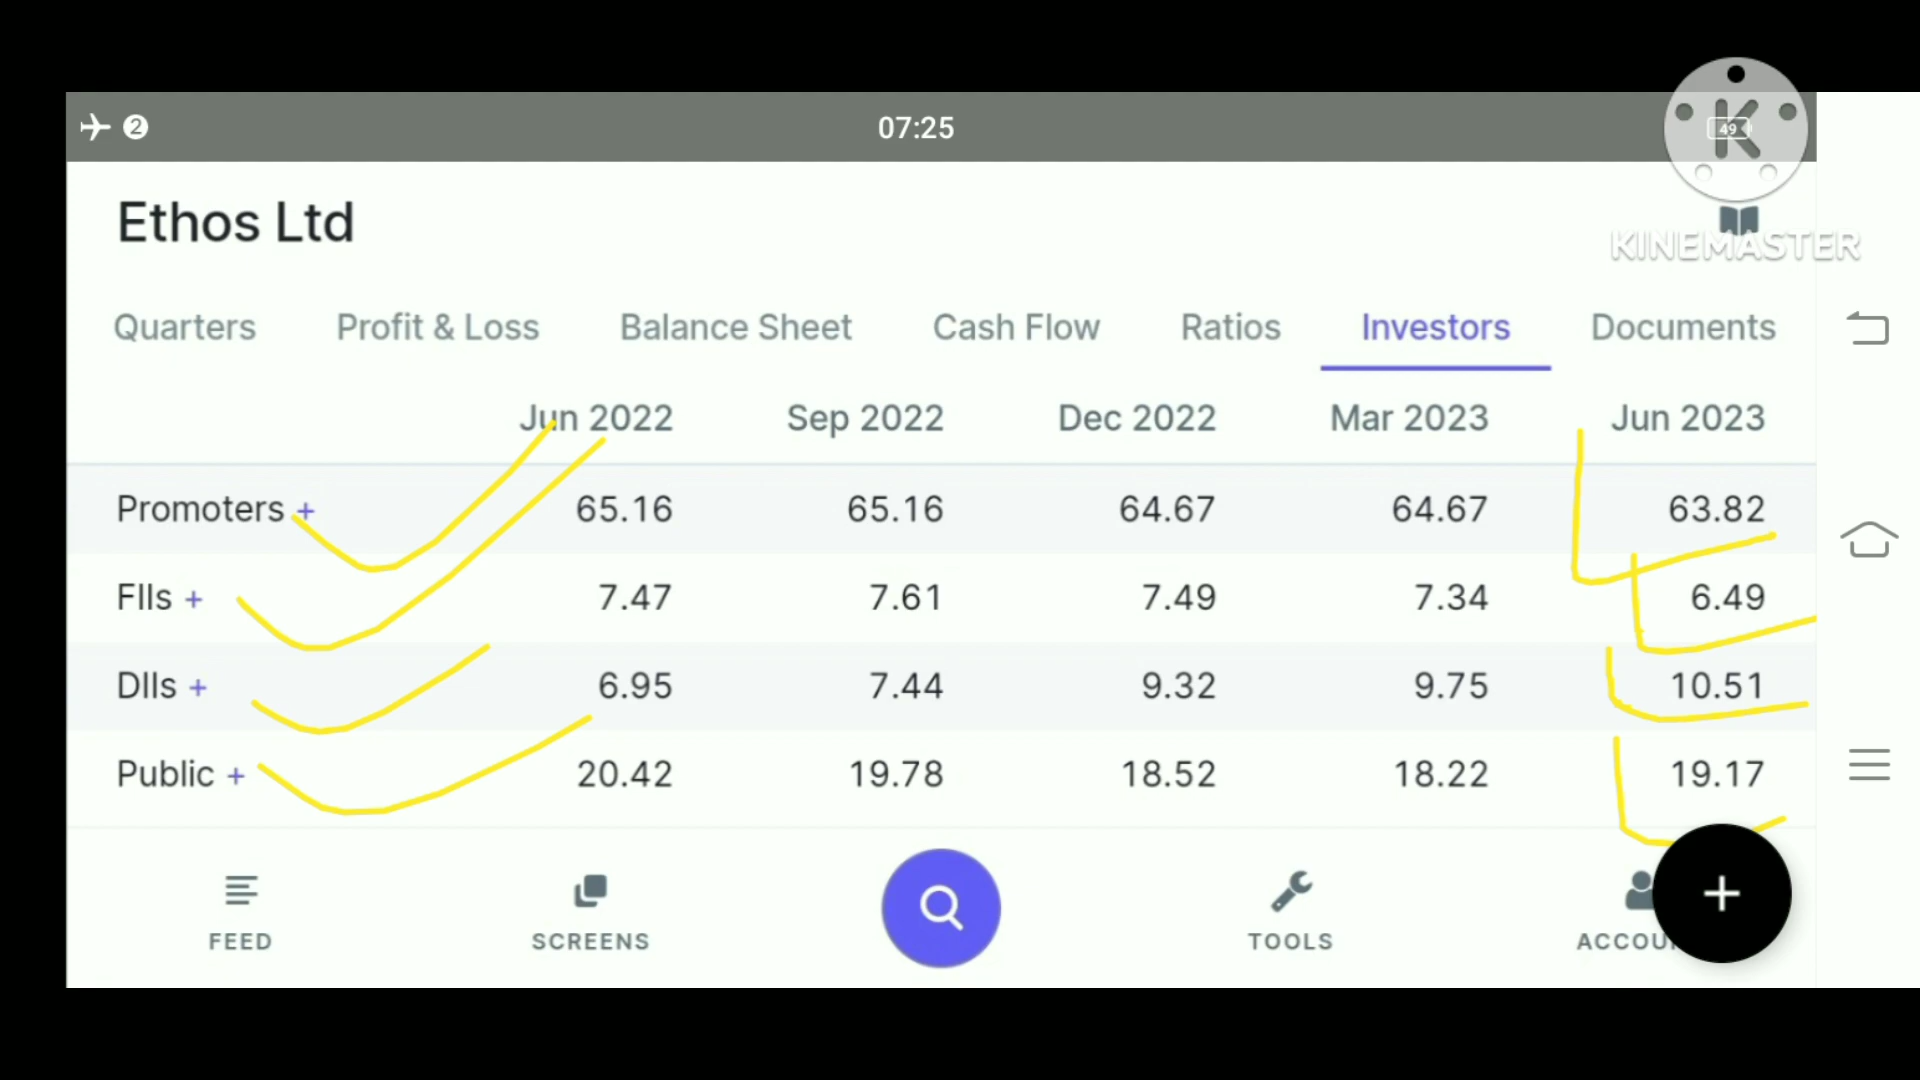 2 07:25 49
K
Ethos Ltd
KINEMASTER
Quarters Profit & Loss Balance Sheet Cash Flow Ratios Investors Documents
Jun 2022 Sep 2022 Dec 2022 Mar 2023 Jun 2023
Promoters + 65.16 65.16 64.67 64.67 63.82
FIIs + 7.47 7.61 7.49 7.34 6.49
DIIs + 6.95 7.44 9.32 9.75 10.51
Public + 20.42 19.78 18.52 18.22 19.17
FEED SCREENS TOOLS ACCOU
+